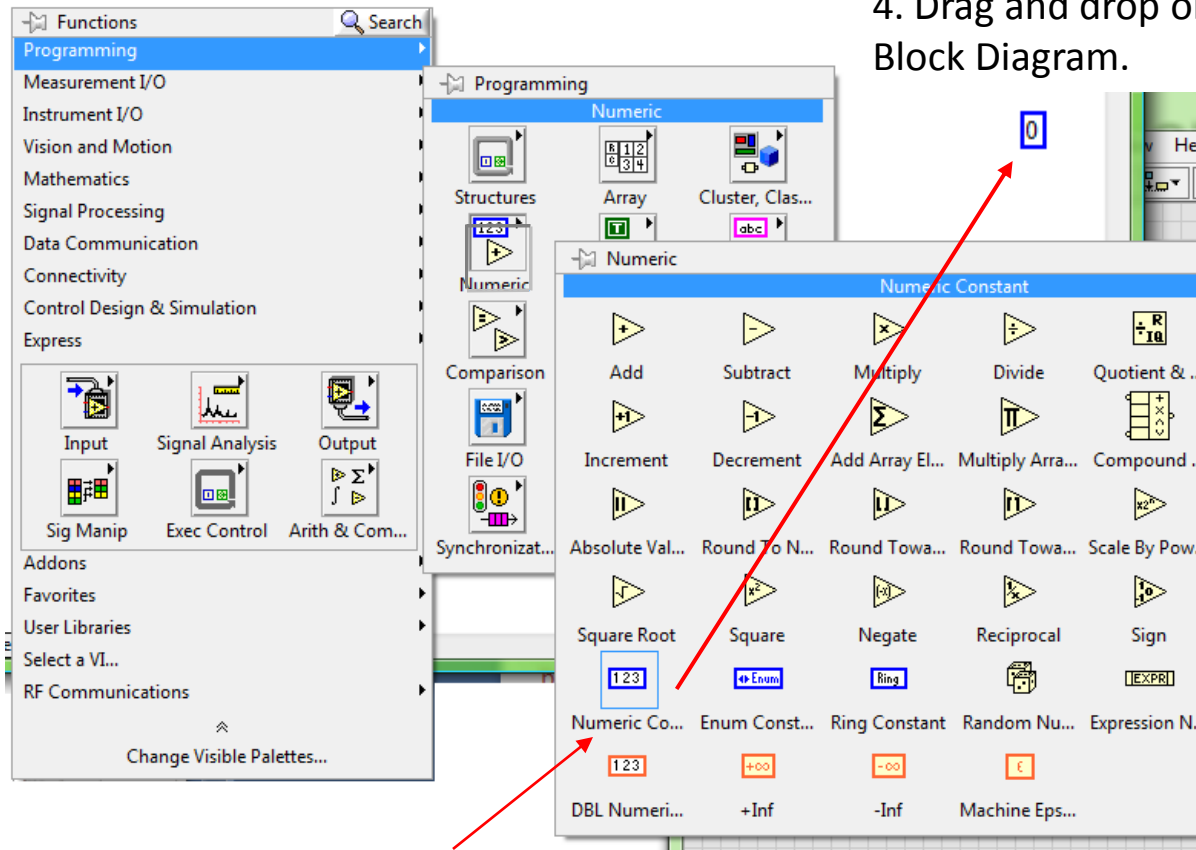 4. Drag and drop o
Block Diagram.
Functions
Search
Programming
Measurement I/O
Instrument I/O
Vision and Motion
Mathematics
Signal Processing
Data Communication
Connectivity
Control Design & Simulation
Express
Input Signal Analysis Output
Sig Manip Exec Control Arith & Com...
Addons
Favorites
User Libraries
Select a VI...
RF Communications
Change Visible Palettes...
Programming
Numeric
Structures Array Cluster, Clas...
123 T abc
Numeric
Comparison
File I/O
Synchronizat...
0
He
Numeric
Numeric Constant
Add Subtract Multiply Divide Quotient & ..
Increment Decrement Add Array El... Multiply Arra... Compound .
Absolute Val... Round To N... Round Towa... Round Towa... Scale By Pow.
Square Root Square Negate Reciprocal Sign
123 Enum Ring EXPR
Numeric Co... Enum Const... Ring Constant Random Nu... Expression N.
123 +∞ -∞ ε
DBL Numeri... +Inf -Inf Machine Eps...